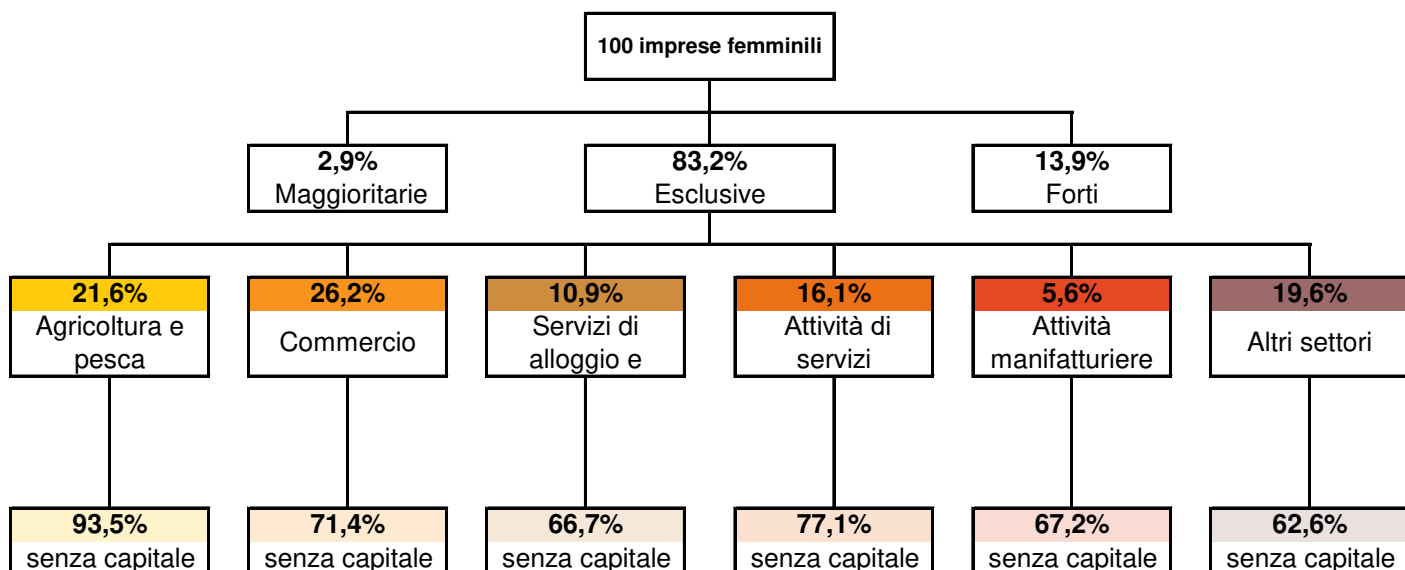 100 imprese femminili
2,9%
Maggioritarie
83,2%
Esclusive
13,9%
Forti
21,6%
Agricoltura e
pesca
26,2%
Commercio
10,9%
Servizi di
alloggio e
16,1%
Attività di
servizi
5,6%
Attività
manifatturiere
19,6%
Altri settori
93,5%
senza capitale
71,4%
senza capitale
66,7%
senza capitale
77,1%
senza capitale
67,2%
senza capitale
62,6%
senza capitale